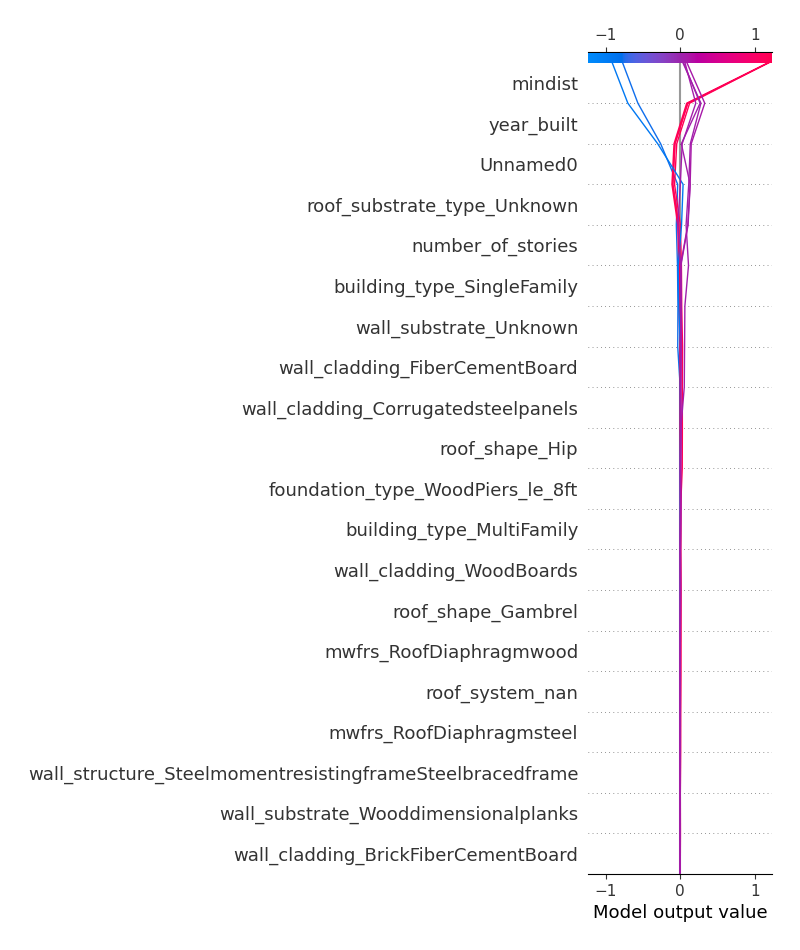 −1 0 1
mindist
year_built
Unnamed0
roof_substrate_type_Unknown
number_of_stories
building_type_SingleFamily
wall_substrate_Unknown
wall_cladding_FiberCementBoard
wall_cladding_Corrugatedsteelpanels
roof_shape_Hip
foundation_type_WoodPiers_le_8ft
building_type_MultiFamily
wall_cladding_WoodBoards
roof_shape_Gambrel
mwfrs_RoofDiaphragmwood
roof_system_nan
mwfrs_RoofDiaphragmsteel
wall_structure_SteelmomentresistingframeSteelbracedframe
wall_substrate_Wooddimensionalplanks
wall_cladding_BrickFiberCementBoard
−1 0 1
Model output value